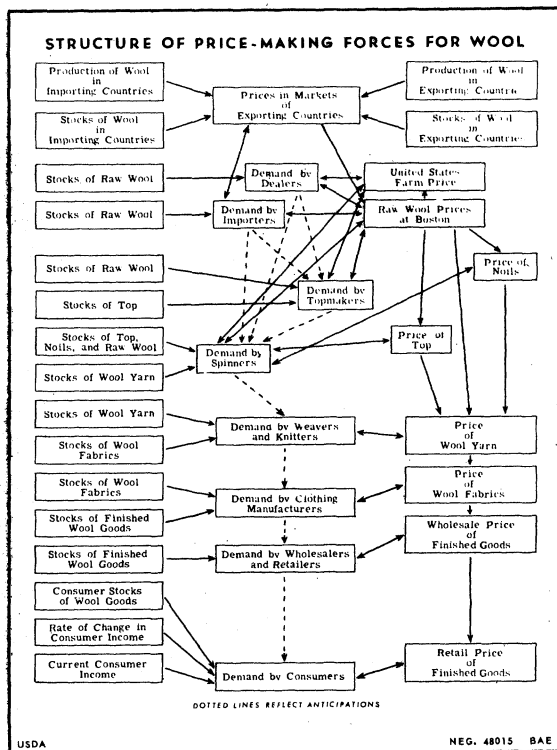 STRUCTURE OF PRICE-MAKING FORCES FOR WOOL
Production of Wool
in
Importing Countries
Stocks of Wool
in
Importing Countries
Prices in Markets
of
Exporting Countries
Production of Wool
in
Exporting Countrie
Stocks of Wool
in
Exporting Countrie
Stocks of Raw Wool
Demand by
Dealers
United States
Farm Price
Stocks of Raw Wool
Demand by
Importers
Raw Wool Prices
at Boston
Stocks of Raw Wool
Demand by
Topmakers
Price of
Noils
Stocks of Top
Stocks of Top,
Noils, and Raw Wool
Demand by
Spinners
Price of
Top
Stocks of Wool Yarn
Stocks of Wool Yarn
Demand by Weavers
and Knitters
Price
of
Wool Yarn
Stocks of Wool
Fabrics
Stocks of Wool
Fabrics
Demand by Clothing
Manufacturers
Price
of
Wool Fabrics
Stocks of Finished
Wool Goods
Stocks of Finished
Wool Goods
Demand by Wholesalers
and Retailers
Wholesale Price
of
Finished Goods
Consumer Stocks
of Wool Goods
Rate of Change in
Consumer Income
Current Consumer
Income
Demand by Consumers
Retail Price
of
Finished Goods
DOTTED LINES REFLECT ANTICIPATIONS
USDA
NEG. 48015 BAE